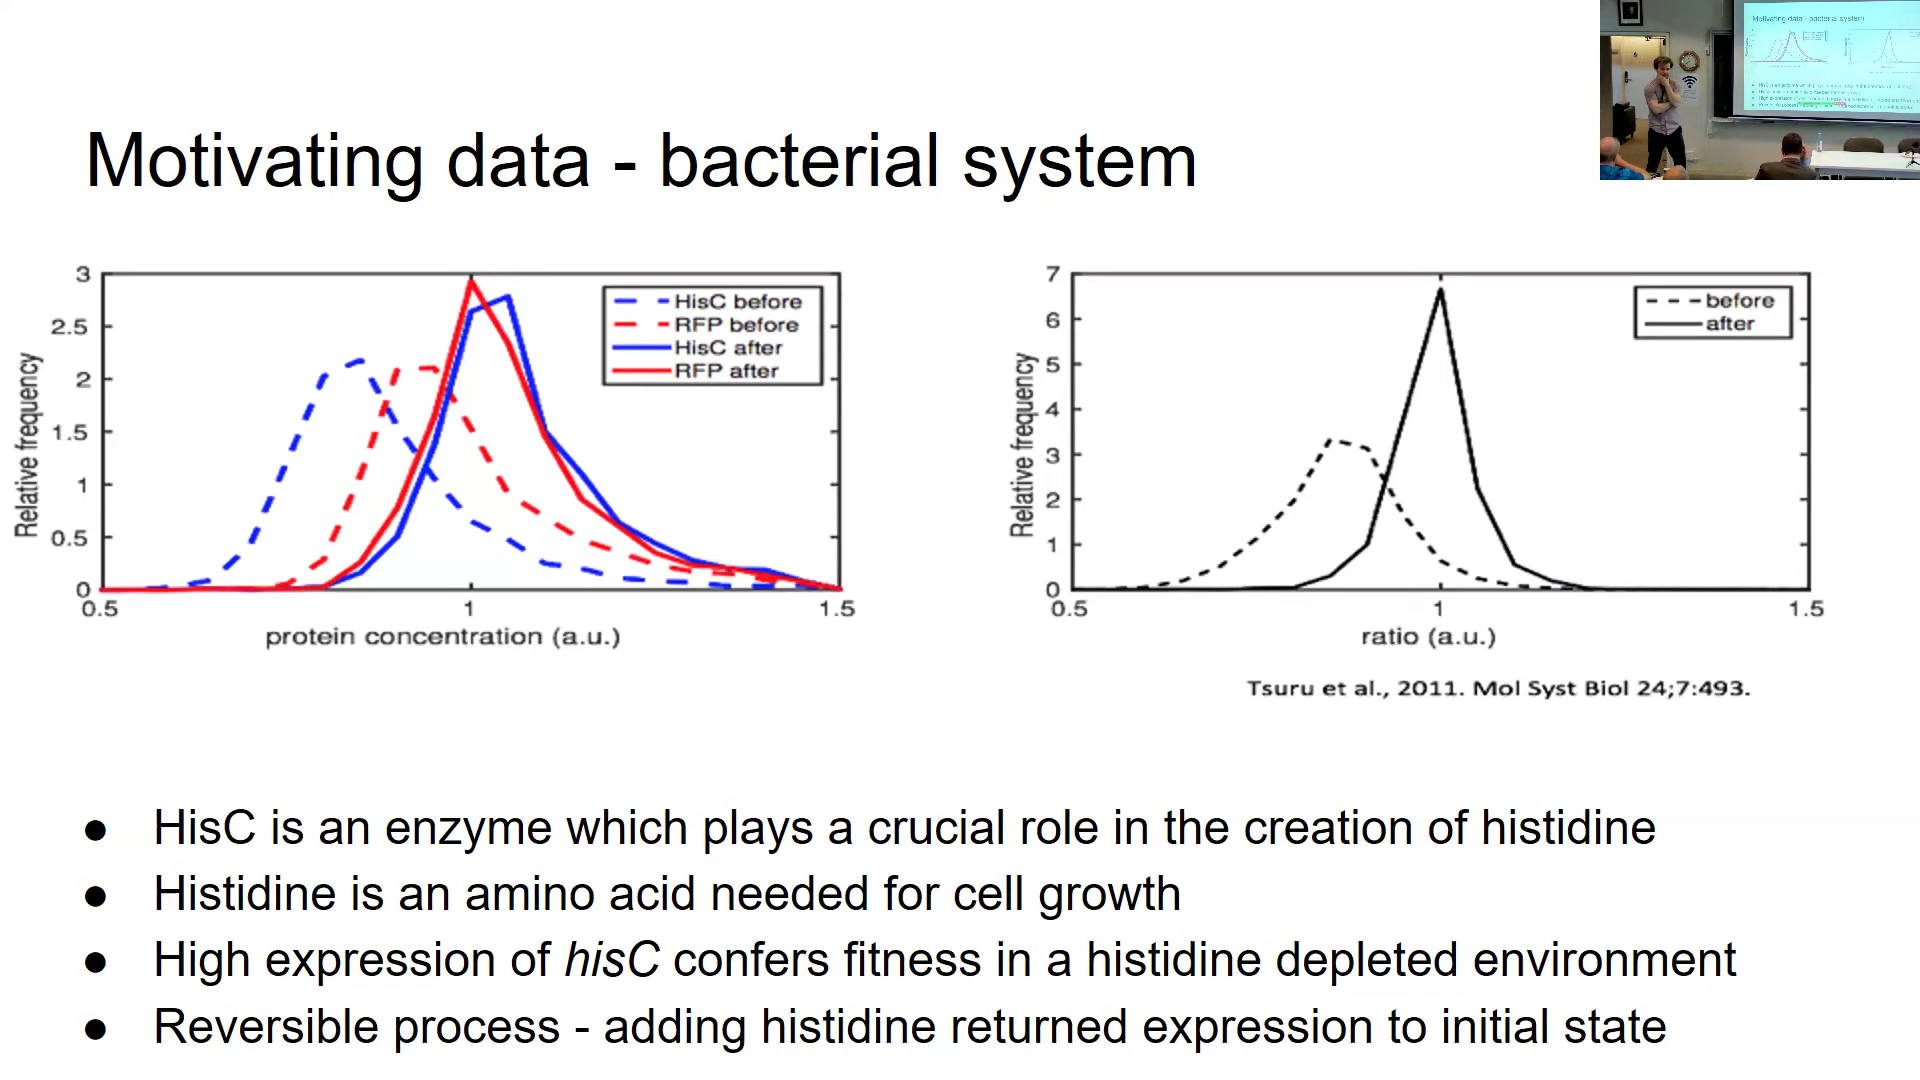 Motivating data - bacterial system
3
2.5
2
1.5
1
0.5
0
0.5
1
1.5
Relative frequency
protein concentration (a.u.)
HisC before
RFP before
HisC after
RFP after
7
6
5
4
3
2
1
0
0.5
1
1.5
Relative frequency
ratio (a.u.)
before
after
Tsuru et al., 2011. Mol Syst Biol 24;7:493.
● HisC is an enzyme which plays a crucial role in the creation of histidine
● Histidine is an amino acid needed for cell growth
● High expression of hisC confers fitness in a histidine depleted environment
● Reversible process - adding histidine returned expression to initial state
Motivating data - bacterial system